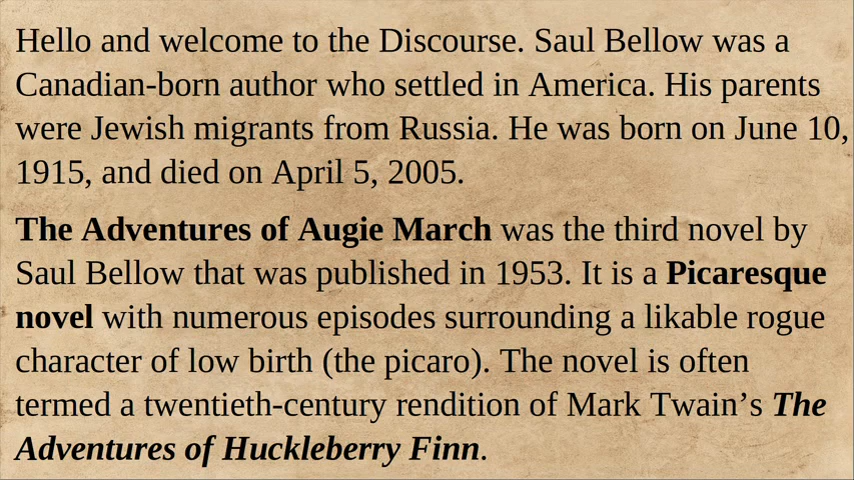 Hello and welcome to the Discourse. Saul Bellow was a
Canadian-born author who settled in America. His parents
were Jewish migrants from Russia. He was born on June 10,
1915, and died on April 5, 2005.
The Adventures of Augie March was the third novel by
Saul Bellow that was published in 1953. It is a Picaresque
novel with numerous episodes surrounding a likable rogue
character of low birth (the picaro). The novel is often
termed a twentieth-century rendition of Mark Twain’s The
Adventures of Huckleberry Finn.